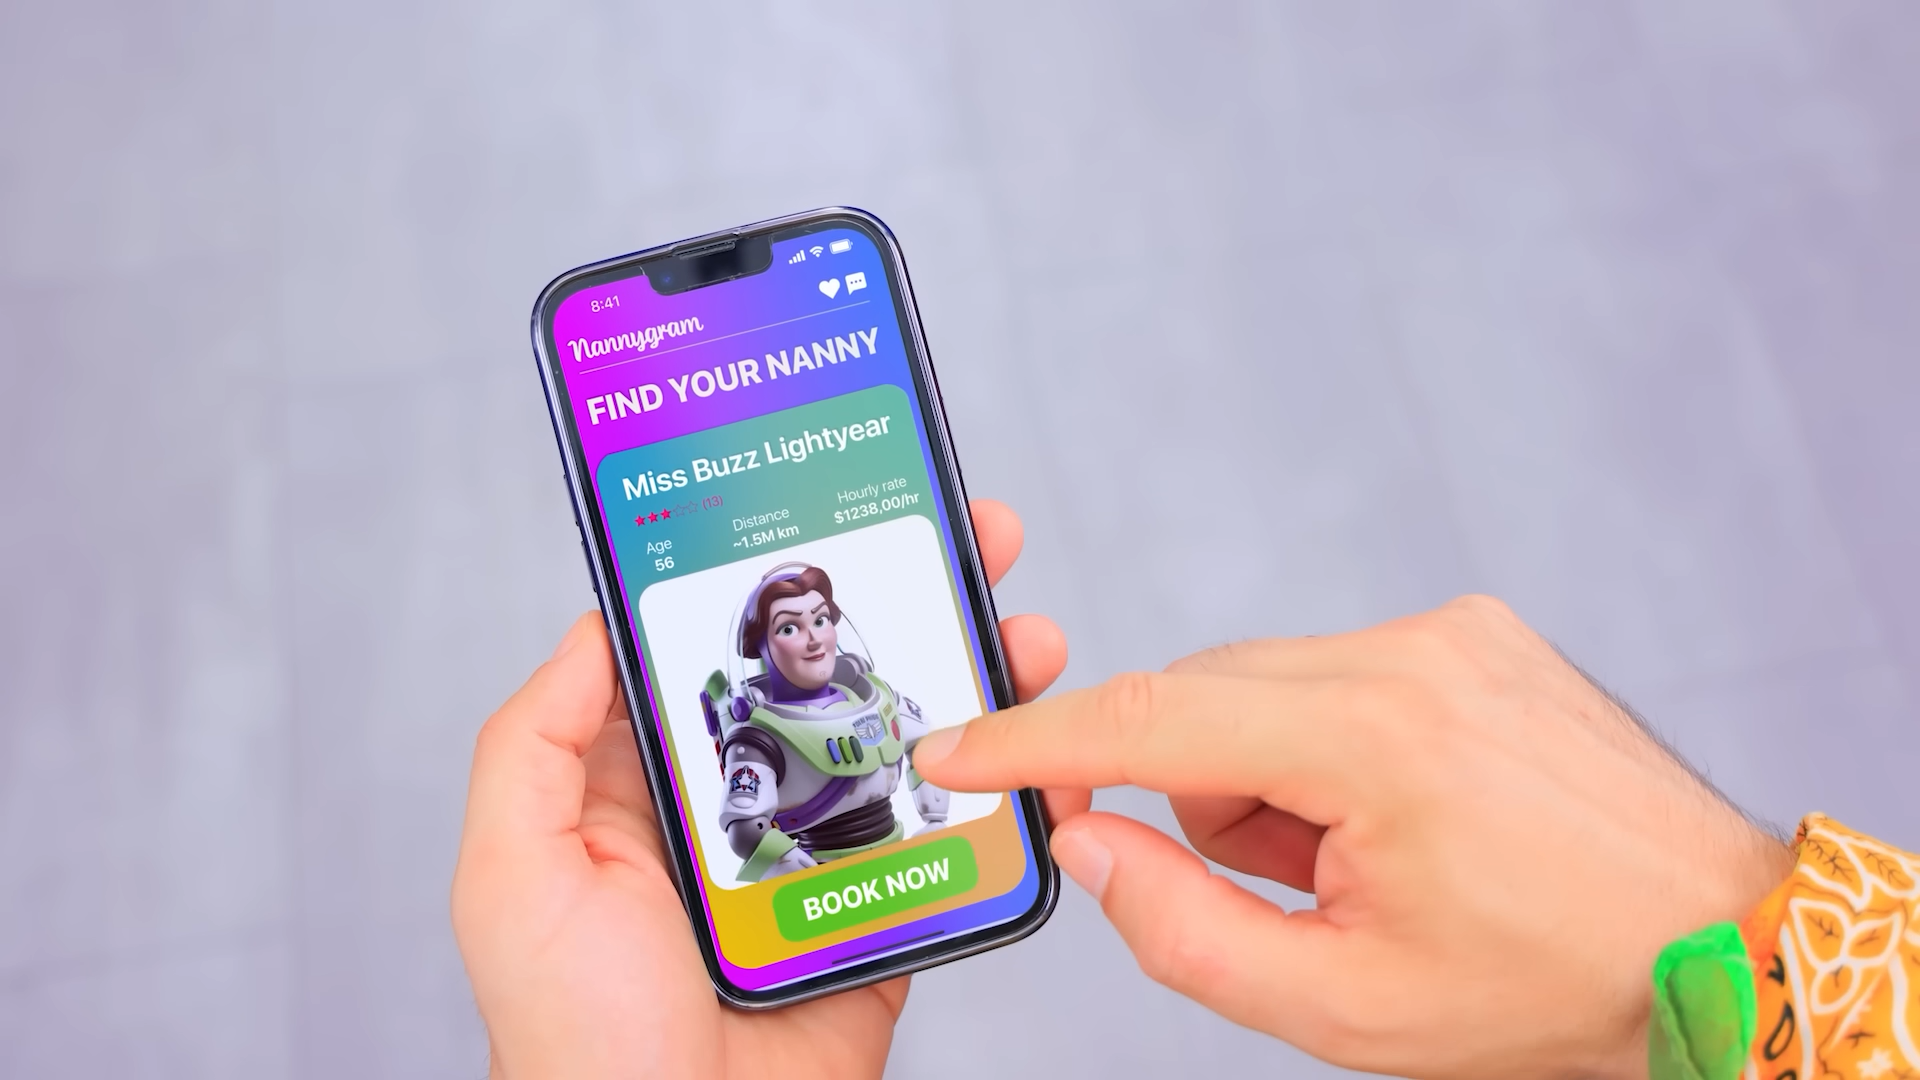 8:41
Nannygram
FIND YOUR NANNY
Miss Buzz Lightyear
(13)
Age
56
Distance
~1.5M km
Hourly rate
$1238,00/hr
BOOK NOW